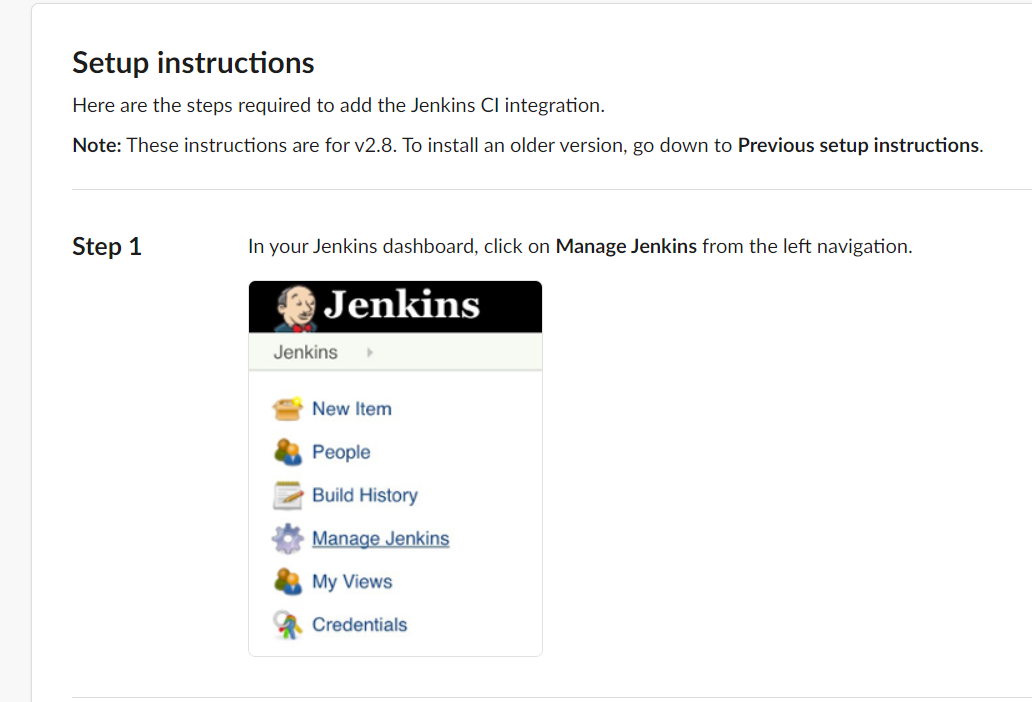 Setup instructions
Here are the steps required to add the Jenkins CI integration.
Note: These instructions are for v2.8. To install an older version, go down to Previous setup instructions.
Step 1
In your Jenkins dashboard, click on Manage Jenkins from the left navigation.
Jenkins
Jenkins
New Item
People
Build History
Manage Jenkins
My Views
Credentials